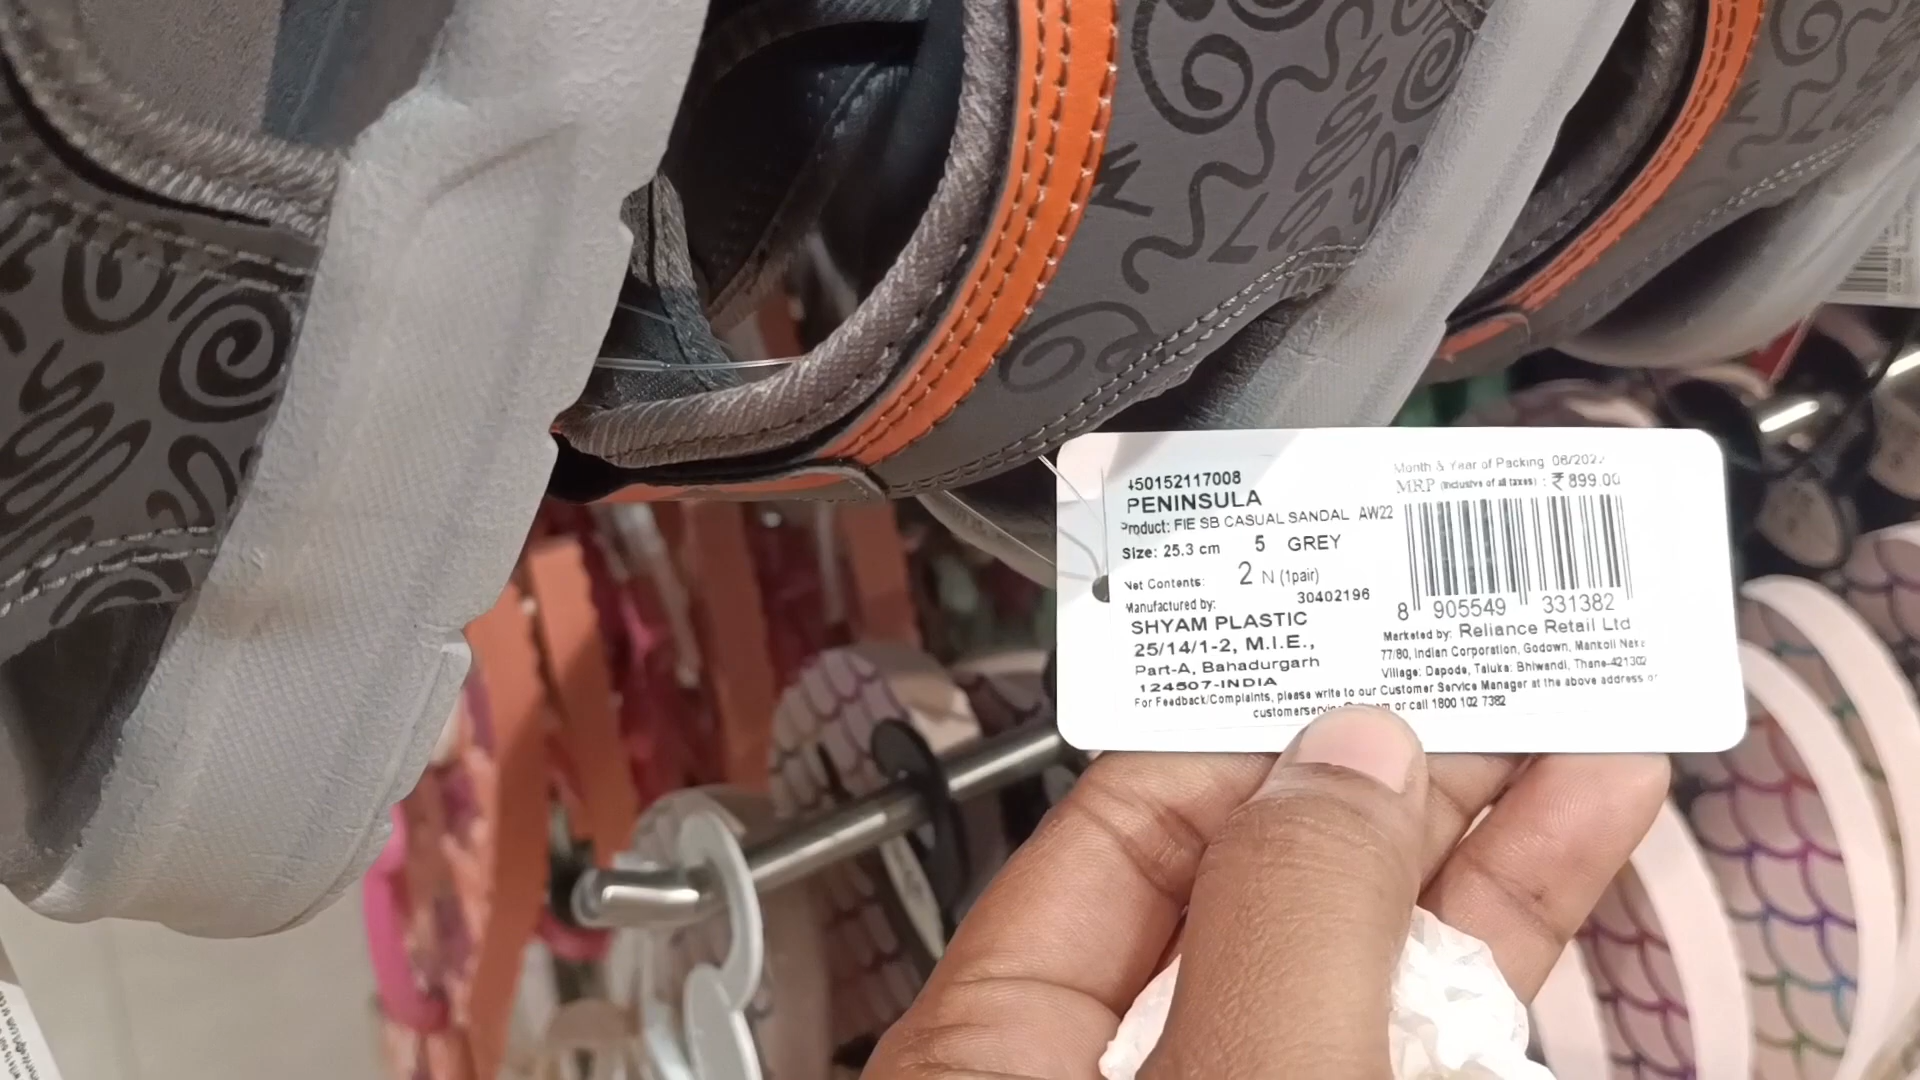 450152117008
PENINSULA
Product: FIE SB CASUAL SANDAL AW22
Size: 25.3 cm 5 GREY
Net Contents: 2 N (1pair)
Manufactured by: 30402196
SHYAM PLASTIC
25/14/1-2, M.I.E.,
Part-A, Bahadurgarh
124507-INDIA
Month & Year of Packing 06/202
MRP (Inclusive of all taxes) : ₹ 899.00
8 905549 331382
Marketed by: Reliance Retail Ltd
77/80, Indian Corporation, Godown, Mankoli Naka
Village: Dapode, Taluka: Bhiwandi, Thane-421302
For Feedback/Complaints, please write to our Customer Service Manager at the above address or
or call 1800 102 7382